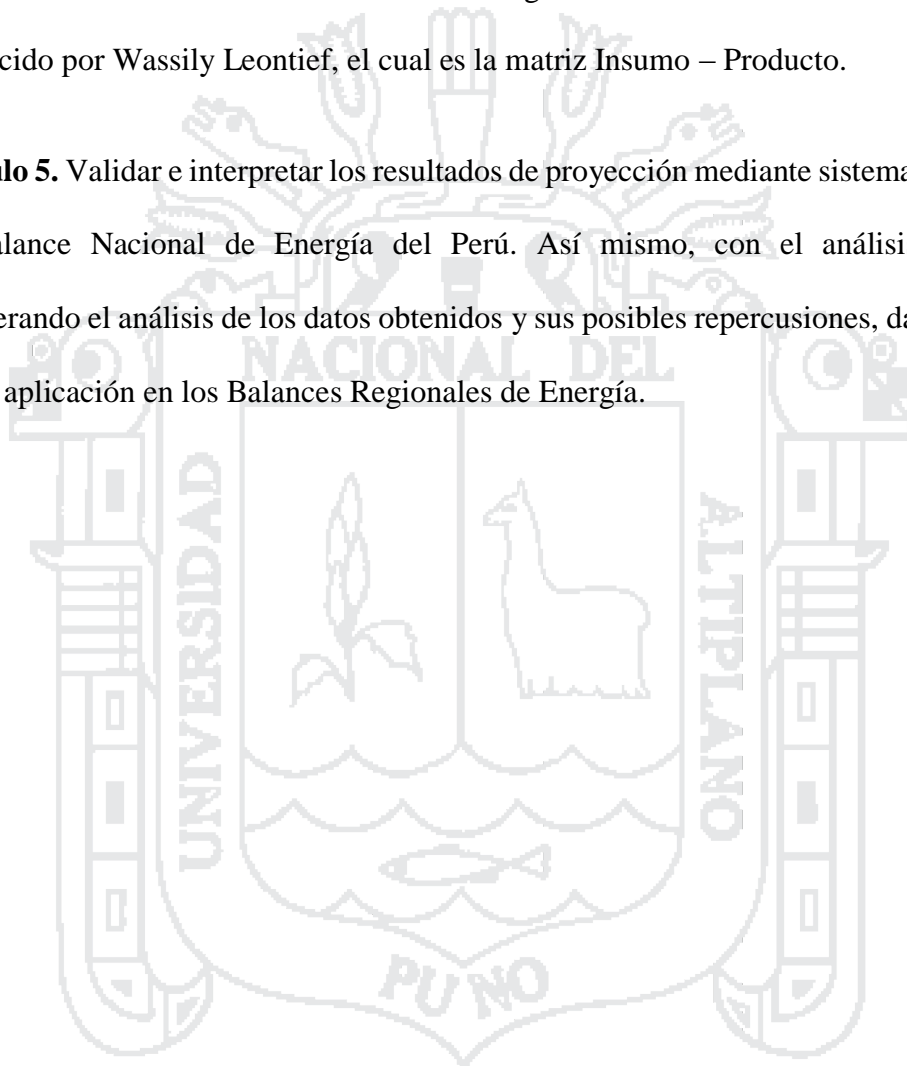 cido por Wassily Leontief, el cual es la matriz Insumo – Producto.
ulo 5. Validar e interpretar los resultados de proyección mediante sistema
alance Nacional de Energía del Perú. Así mismo, con el análisi
erando el análisis de los datos obtenidos y sus posibles repercusiones, da
aplicación en los Balances Regionales de Energía.
NACIONAL DEL
UNIVERSIDAD
ALTIPLANO
PUNO